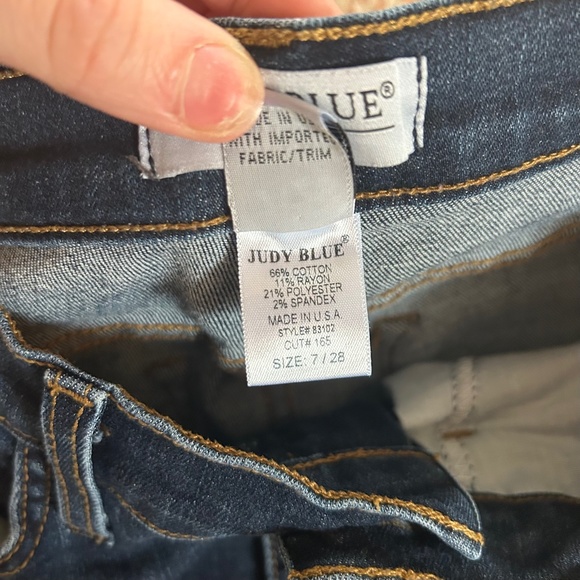 BLUE®
MADE IN U
WITH IMPORTE
FABRIC/TRIM
JUDY BLUE®
66% COTTON
11% RAYON
21% POLYESTER
2% SPANDEX
MADE IN U.S.A.
STYLE# 83102
CUT# 165
SIZE: 7 / 28